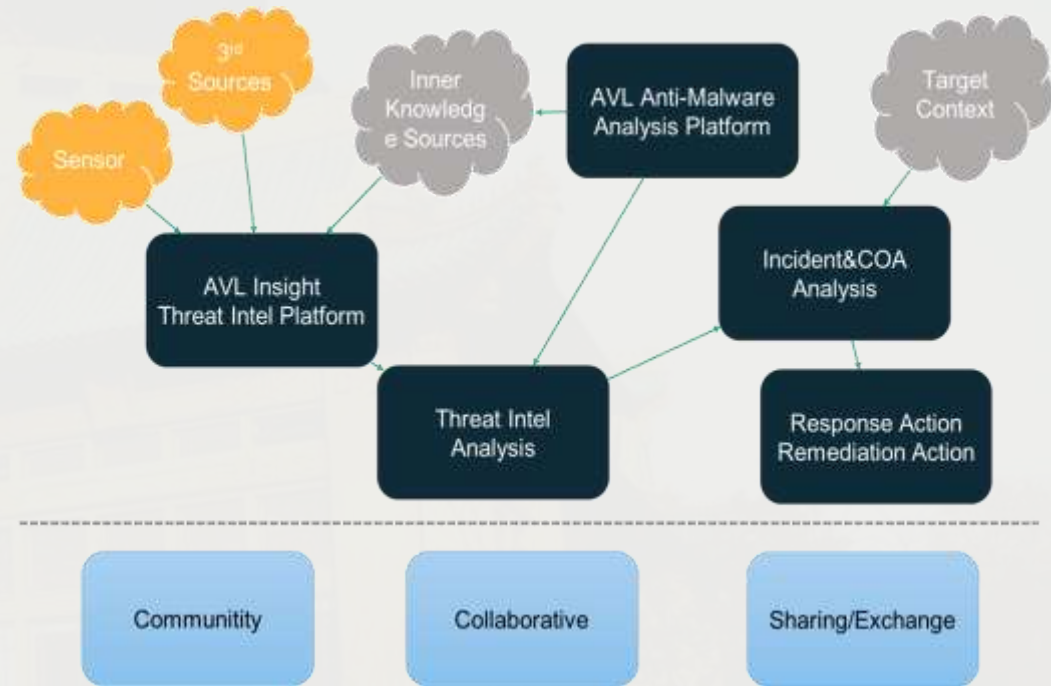 3rd
Sources
Sensor
Inner
Knowledg
e Sources
AVL Anti-Malware
Analysis Platform
Target
Context
AVL Insight
Threat Intel Platform
Incident&COA
Analysis
Threat Intel
Analysis
Response Action
Remediation Action
Communitity
Collaborative
Sharing/Exchange